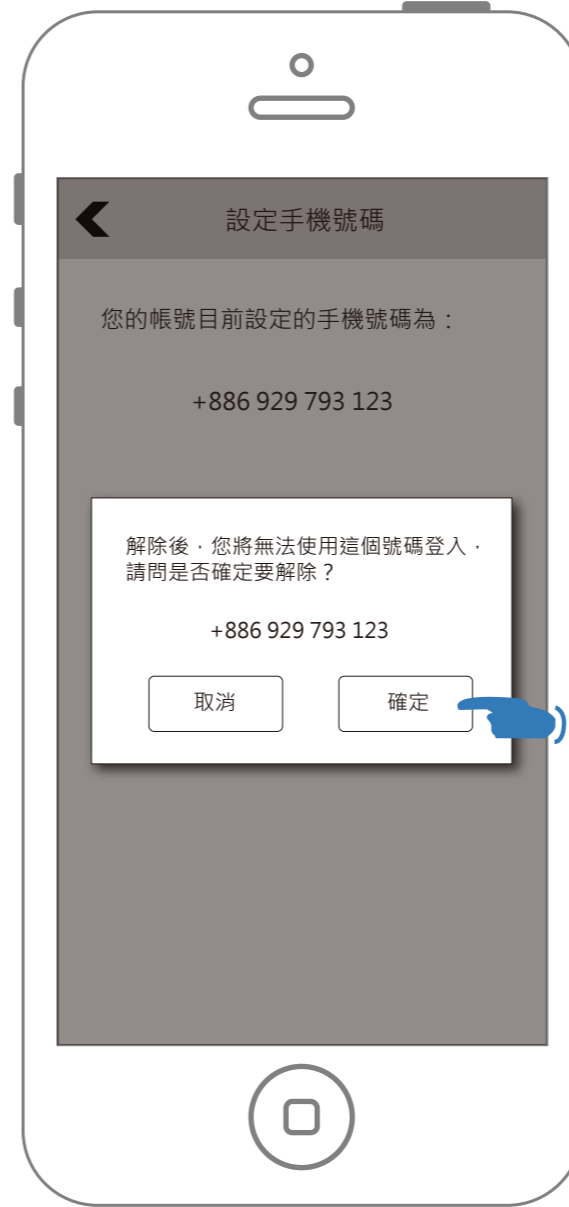 設定手機號碼
您的帳號目前設定的手機號碼為：
+886 929 793 123
解除後，您將無法使用這個號碼登入，
請問是否確定要解除？
+886 929 793 123
取消
確定